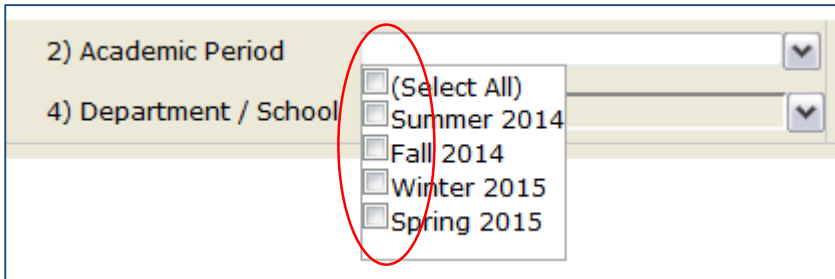 2) Academic Period
(Select All)
4) Department / School
Summer 2014
Fall 2014
Winter 2015
Spring 2015